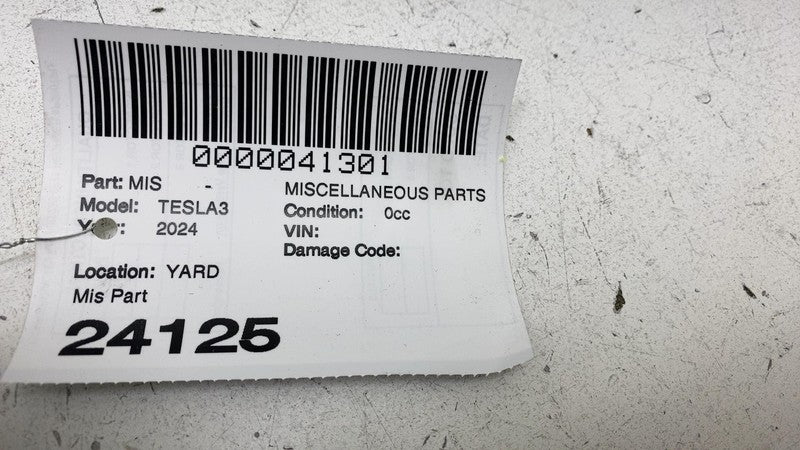 0000041301
Part: MIS - MISCELLANEOUS PARTS
Model: TESLA3 Condition: 0cc
2024 VIN:
Damage Code:
Location: YARD
Mis Part
24125